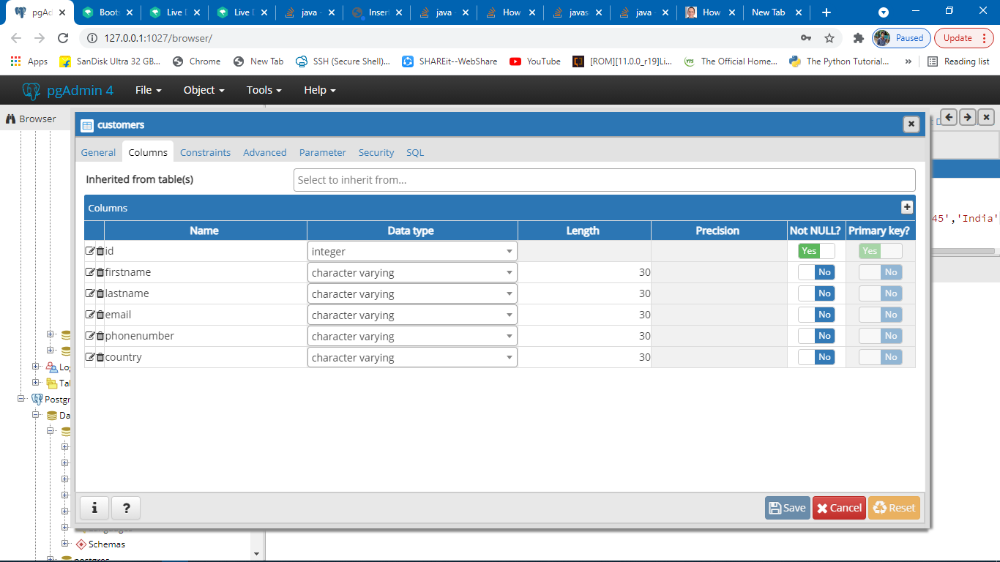 pgAd
Boots
Live D
Live D
java -
Inser
java
How
javas
java
How
New Tab
127.0.0.1:1027/browser/
Paused
Update
Apps
SanDisk Ultra 32 GB...
Chrome
New Tab
SSH (Secure Shell)...
SHAREit--WebShare
YouTube
[ROM][11.0.0_r19]Li...
The Official Home...
The Python Tutorial...
»
Reading list
pgAdmin 4
File
Object
Tools
Help
Browser
customers
General
Columns
Constraints
Advanced
Parameter
Security
SQL
Inherited from table(s)
Select to inherit from...
Columns
Name
Data type
Length
Precision
Not NULL?
Primary key?
id
integer
Yes
Yes
firstname
character varying
30
No
No
lastname
character varying
30
No
No
email
character varying
30
No
No
phonenumber
character varying
30
No
No
country
character varying
30
No
No
45','India'
Log
Tal
Postgr
Da
Save
Cancel
Reset
Languages
Schemas
postgres